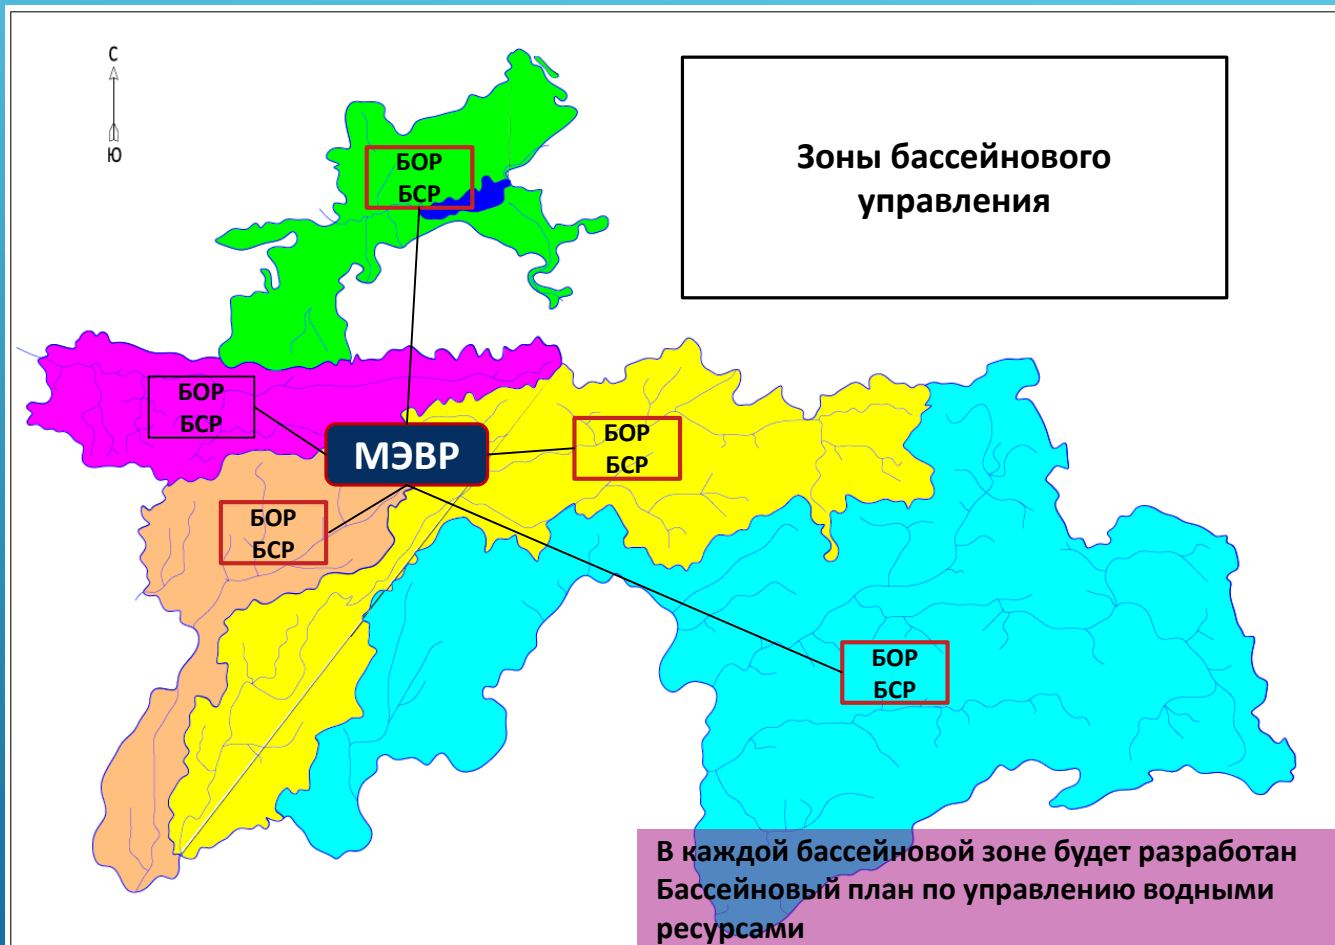 С
Ю
Зоны бассейнового
управления
БОР
БСР
БОР
БСР
МЭВР
БОР
БСР
БОР
БСР
БОР
БСР
В каждой бассейновой зоне будет разработан
Бассейновый план по управлению водными
ресурсами